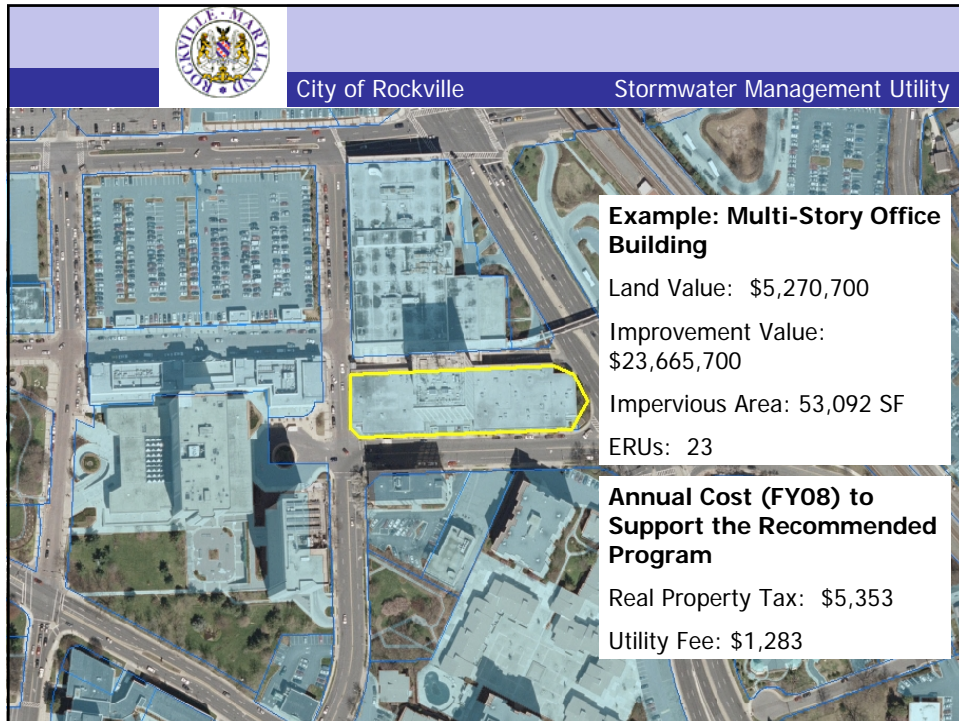 ROCKVILLE MARYLAND
City of Rockville
Stormwater Management Utility
Example: Multi-Story Office
Building
Land Value: $5,270,700
Improvement Value:
$23,665,700
Impervious Area: 53,092 SF
ERUs: 23
Annual Cost (FY08) to
Support the Recommended
Program
Real Property Tax: $5,353
Utility Fee: $1,283